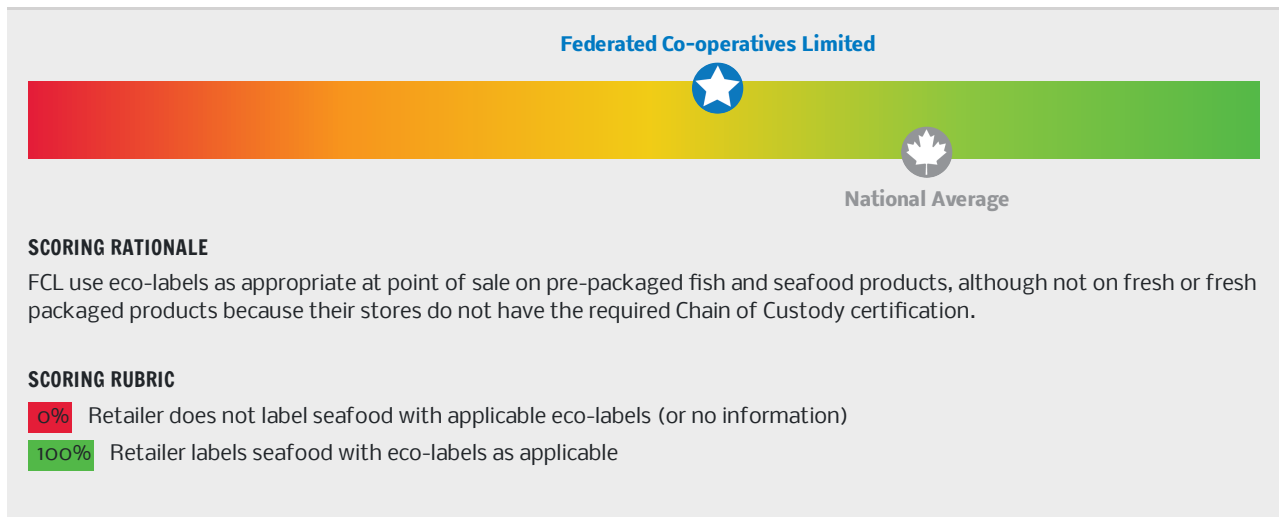 Federated Co-operatives Limited
National Average
SCORING RATIONALE
FCL use eco-labels as appropriate at point of sale on pre-packaged fish and seafood products, although not on fresh or fresh
packaged products because their stores do not have the required Chain of Custody certification.
SCORING RUBRIC
0% Retailer does not label seafood with applicable eco-labels (or no information)
100% Retailer labels seafood with eco-labels as applicable